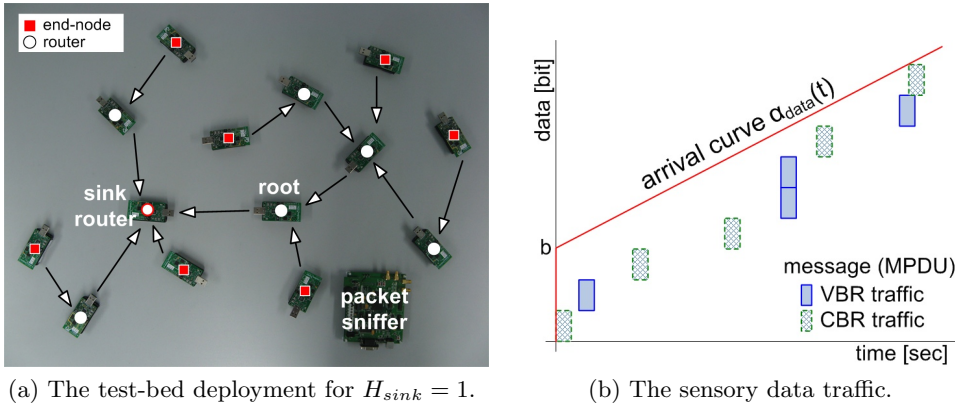 end-node
router
sink
router
root
packet
sniffer
(a) The test-bed deployment for H_sink = 1.
data [bit]
arrival curve α_data(t)
b
message (MPDU)
VBR traffic
CBR traffic
time [sec]
(b) The sensory data traffic.